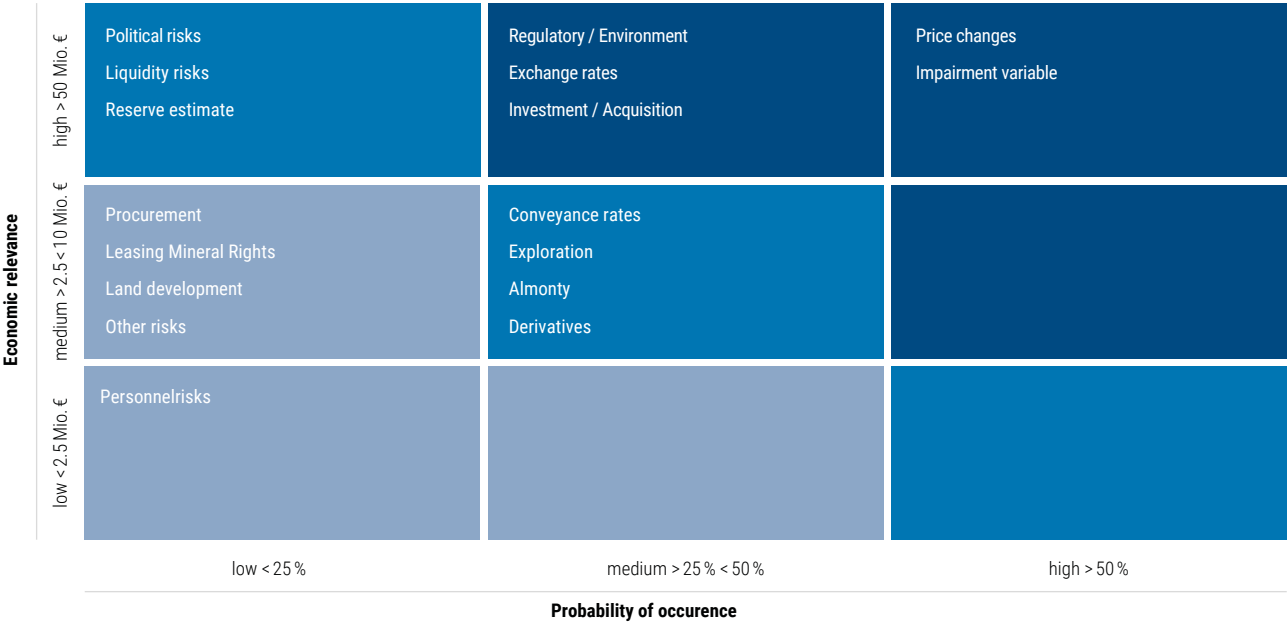 Economic relevance
high > 50 Mio. €
Political risks
Liquidity risks
Reserve estimate
Regulatory / Environment
Exchange rates
Investment / Acquisition
Price changes
Impairment variable
medium > 2.5 < 10 Mio. €
Procurement
Leasing Mineral Rights
Land development
Other risks
Conveyance rates
Exploration
Almonty
Derivatives
low < 2.5 Mio. €
Personnelrisks
low < 25 %
medium > 25 % < 50 %
high > 50 %
Probability of occurence